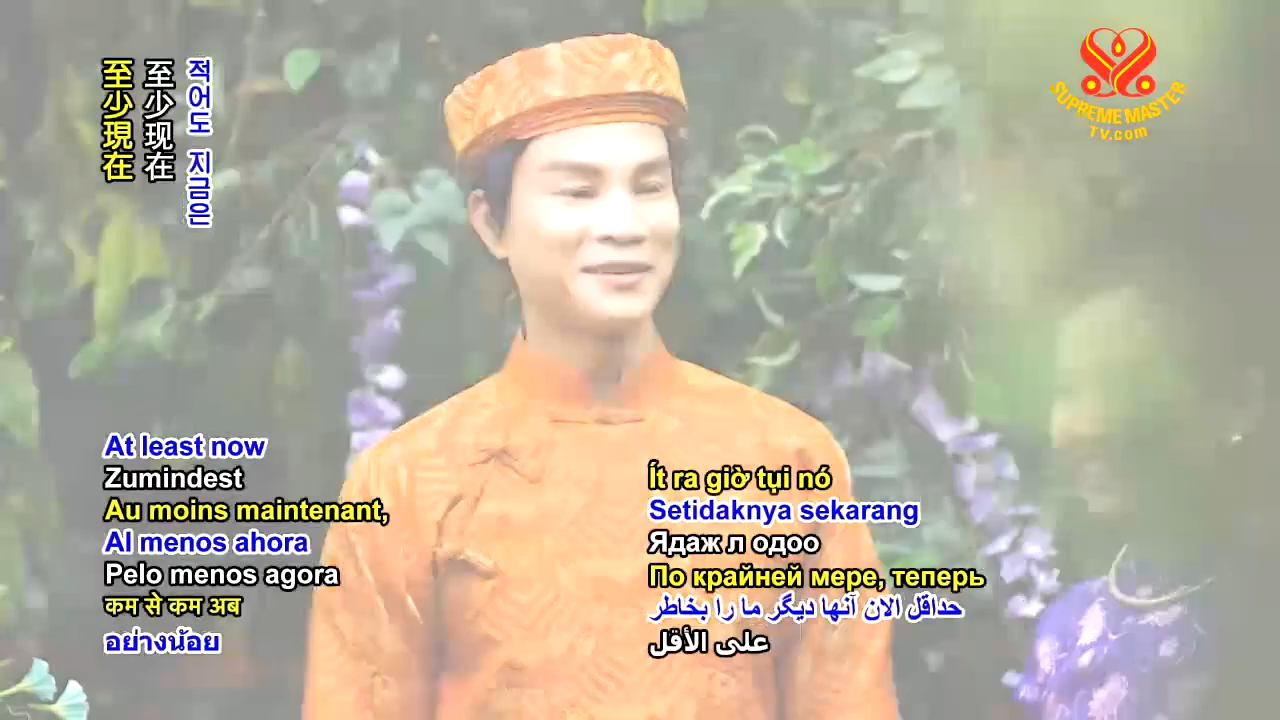 至少現在
至少现在
적어도 지금은
SUPREME MASTER
TV.com
At least now
Zumindest
Au moins maintenant,
Al menos ahora
Pelo menos agora
कम से कम अब
อย่างน้อย
Ít ra giờ tụi nó
Setidaknya sekarang
Ядаж л одоо
По крайней мере, теперь
حداقل الان آنها دیگر ما را بخاطر
على الأقل